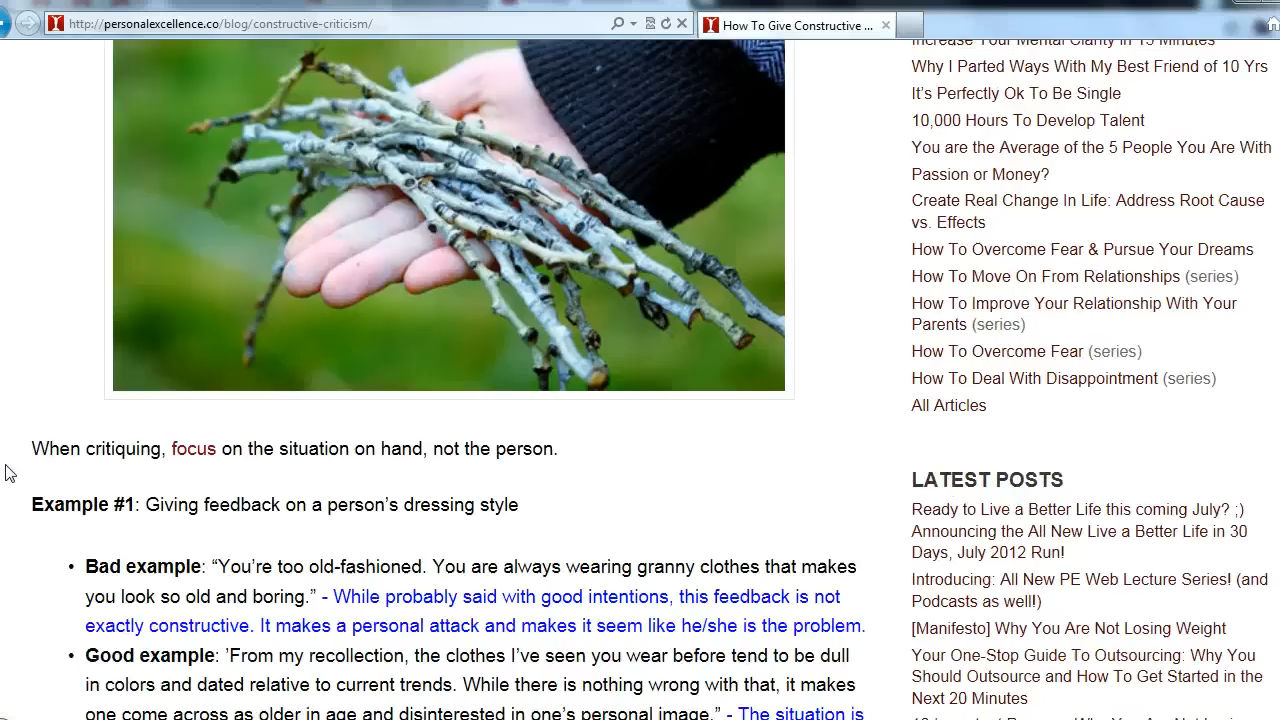 http://personalexcellence.co/blog/constructive-criticism/
How To Give Constructive ...
When critiquing, focus on the situation on hand, not the person.
Example #1: Giving feedback on a person's dressing style
• Bad example: “You’re too old-fashioned. You are always wearing granny clothes that makes
you look so old and boring.” - While probably said with good intentions, this feedback is not
exactly constructive. It makes a personal attack and makes it seem like he/she is the problem.
• Good example: ’From my recollection, the clothes I’ve seen you wear before tend to be dull
in colors and dated relative to current trends. While there is nothing wrong with that, it makes
one come across as older in age and disinterested in one’s personal image.” - The situation is
Increase Your Mental Clarity in 15 Minutes
Why I Parted Ways With My Best Friend of 10 Yrs
It’s Perfectly Ok To Be Single
10,000 Hours To Develop Talent
You are the Average of the 5 People You Are With
Passion or Money?
Create Real Change In Life: Address Root Cause
vs. Effects
How To Overcome Fear & Pursue Your Dreams
How To Move On From Relationships (series)
How To Improve Your Relationship With Your
Parents (series)
How To Overcome Fear (series)
How To Deal With Disappointment (series)
All Articles
LATEST POSTS
Ready to Live a Better Life this coming July? ;)
Announcing the All New Live a Better Life in 30
Days, July 2012 Run!
Introducing: All New PE Web Lecture Series! (and
Podcasts as well!)
[Manifesto] Why You Are Not Losing Weight
Your One-Stop Guide To Outsourcing: Why You
Should Outsource and How To Get Started in the
Next 20 Minutes